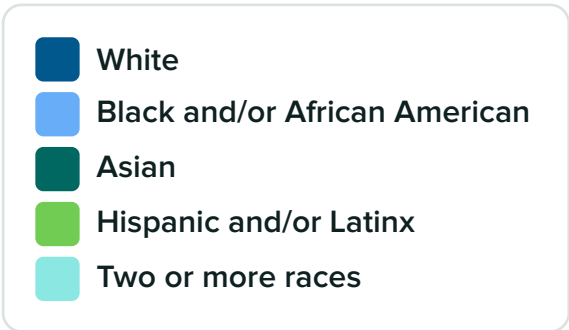 White
Black and/or African American
Asian
Hispanic and/or Latinx
Two or more races